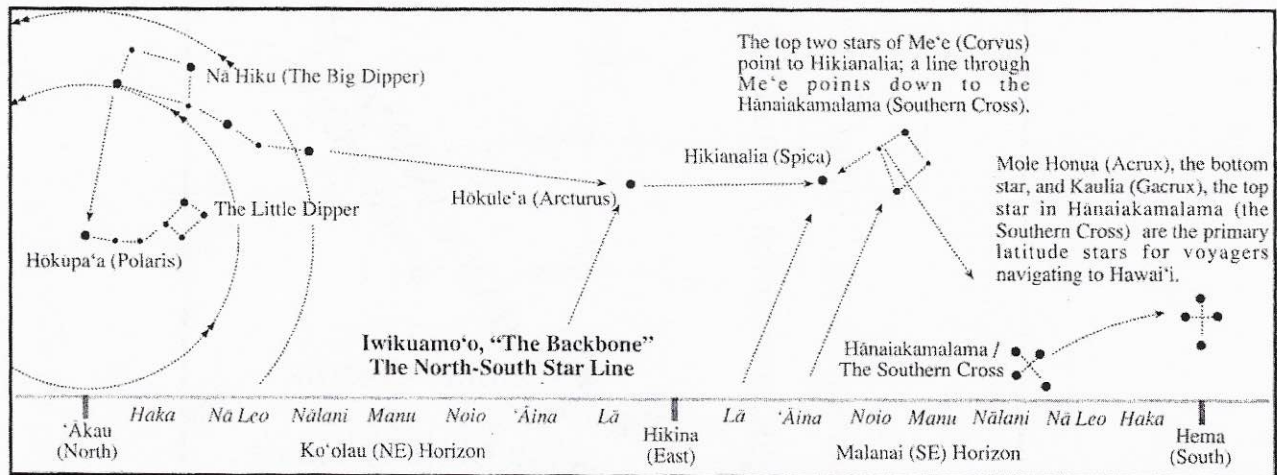 The top two stars of Me‘e (Corvus)
point to Hikianalia; a line through
Me‘e points down to the
Hānaiakamalama (Southern Cross).
Nā Hiku (The Big Dipper)
Hikianalia (Spica)
Mole Honua (Acrux), the bottom
star, and Kaulia (Gacrux), the top
star in Hānaiakamalama (the
Southern Cross) are the primary
latitude stars for voyagers
navigating to Hawai‘i.
Hōkūle‘a (Arcturus)
The Little Dipper
Hōkūpa‘a (Polaris)
Iwikuamo‘o, “The Backbone”
The North-South Star Line
Hānaiakamalama /
The Southern Cross
Haka Nā Leo Nālani Manu Noio ‘Āina Lā Lā ‘Āina Noio Manu Nālani Nā Leo Haka
‘Ākau
(North)
Ko‘olau (NE) Horizon
Hikina
(East)
Malanai (SE) Horizon
Hema
(South)